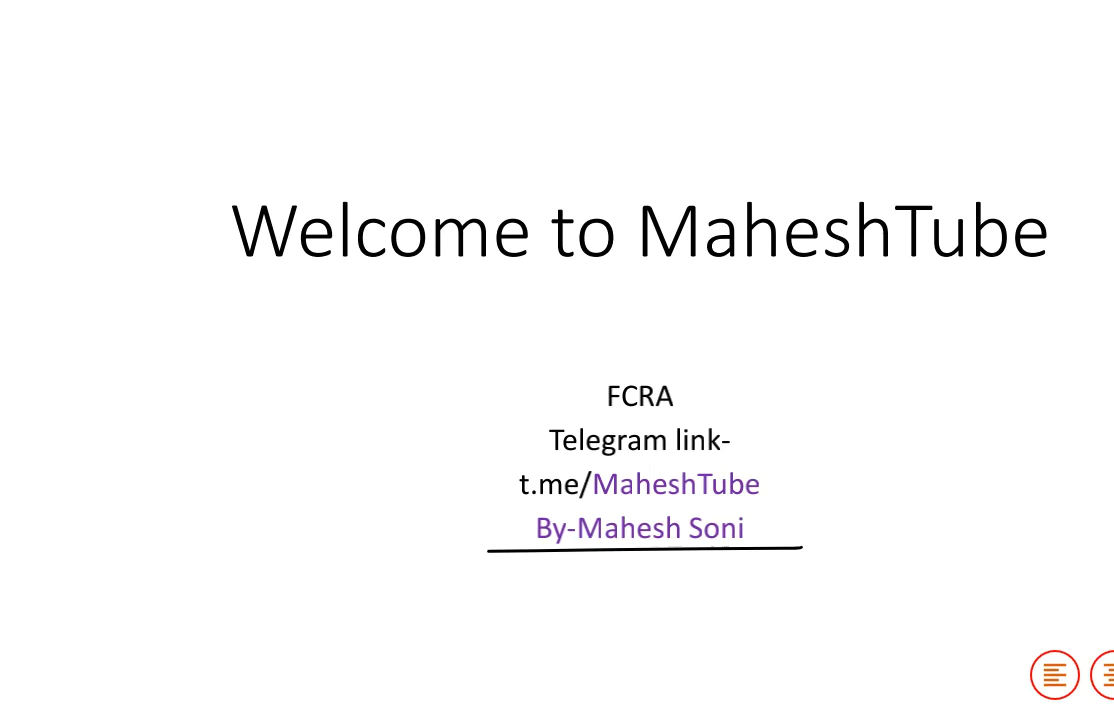 Welcome to MaheshTube
FCRA
Telegram link-
t.me/MaheshTube
By-Mahesh Soni